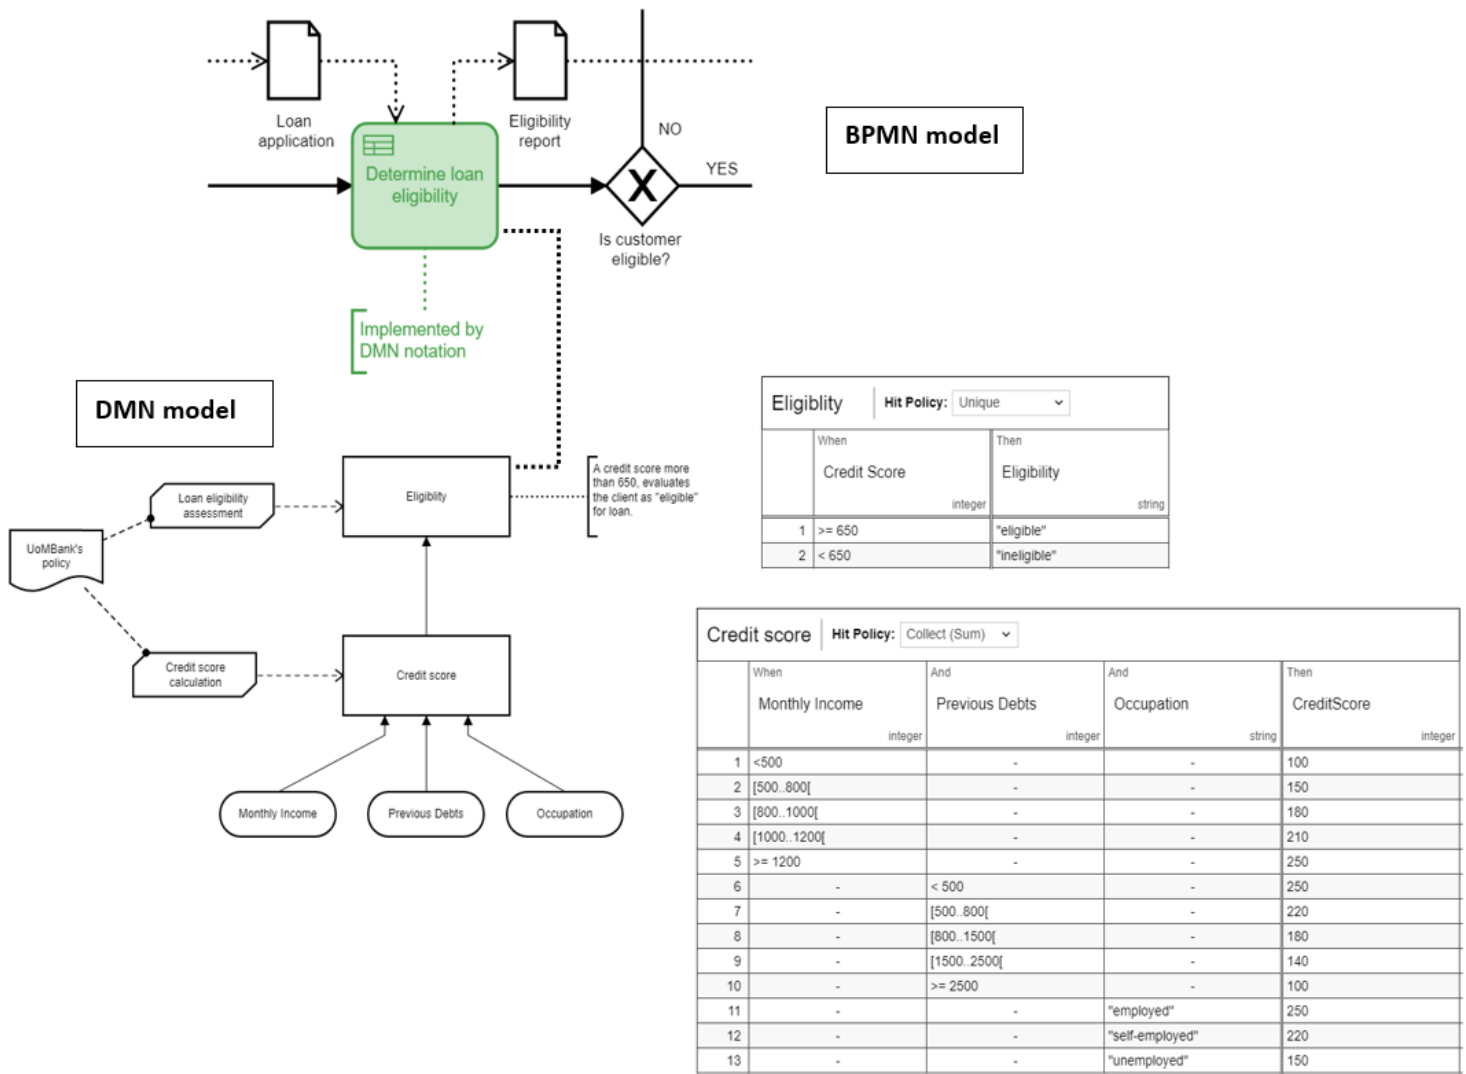 Loan
application
Eligibility
report
NO
YES
BPMN model
Determine loan
eligibility
X
Is customer
eligible?
Implemented by
DMN notation
DMN model
Eligiblity Hit Policy: Unique
When Then
Credit Score Eligibility
integer string
1 >= 650 "eligible"
2 < 650 "ineligible"
Loan eligibility
assessment
Eligiblity
A credit score more
than 650, evaluates
the client as "eligible"
for loan.
UoMBank's
policy
Credit score
calculation
Credit score
Monthly Income
Previous Debts
Occupation
Credit score Hit Policy: Collect (Sum)
When And And Then
Monthly Income Previous Debts Occupation CreditScore
integer integer string integer
1 <500 - - 100
2 [500..800[ - - 150
3 [800..1000[ - - 180
4 [1000..1200[ - - 210
5 >= 1200 - - 250
6 - < 500 - 250
7 - [500..800[ - 220
8 - [800..1500[ - 180
9 - [1500..2500[ - 140
10 - >= 2500 - 100
11 - - "employed" 250
12 - - "self-employed" 220
13 - - "unemployed" 150